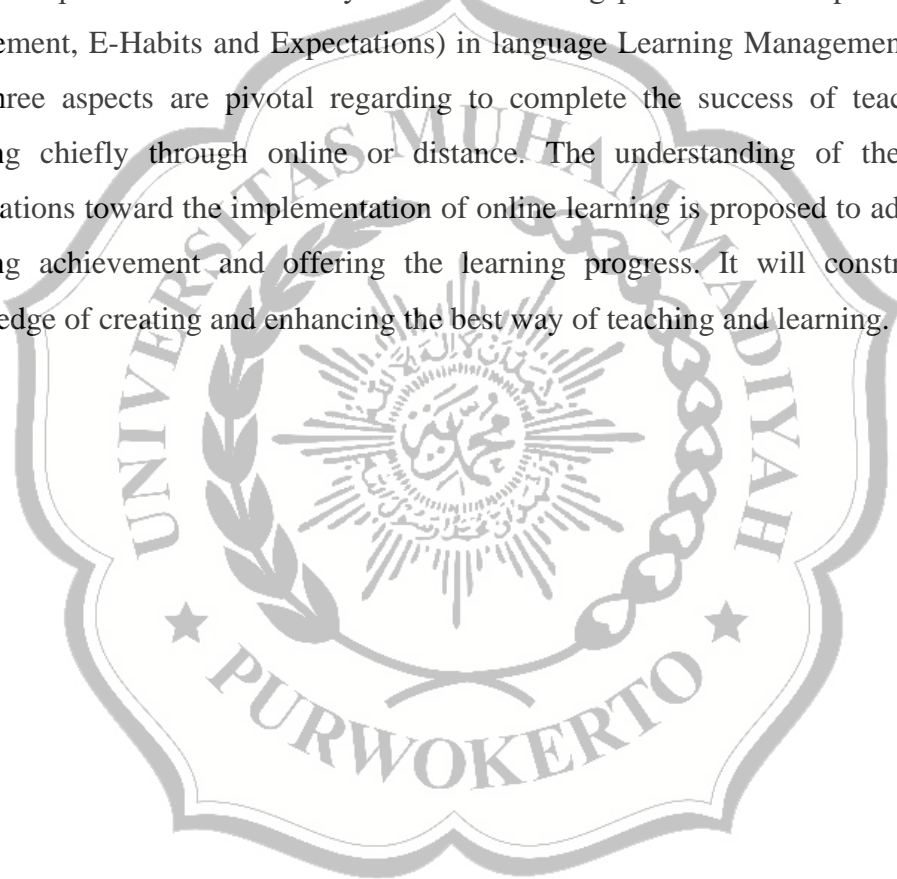 ement, E-Habits and Expectations) in language Learning Managemen
hree aspects are pivotal regarding to complete the success of teac
ng chiefly through online or distance. The understanding of the
ations toward the implementation of online learning is proposed to ad
ng achievement and offering the learning progress. It will constr
edge of creating and enhancing the best way of teaching and learning.
UNIVERSITAS MUHAMMADIYAH
PURWOKERTO